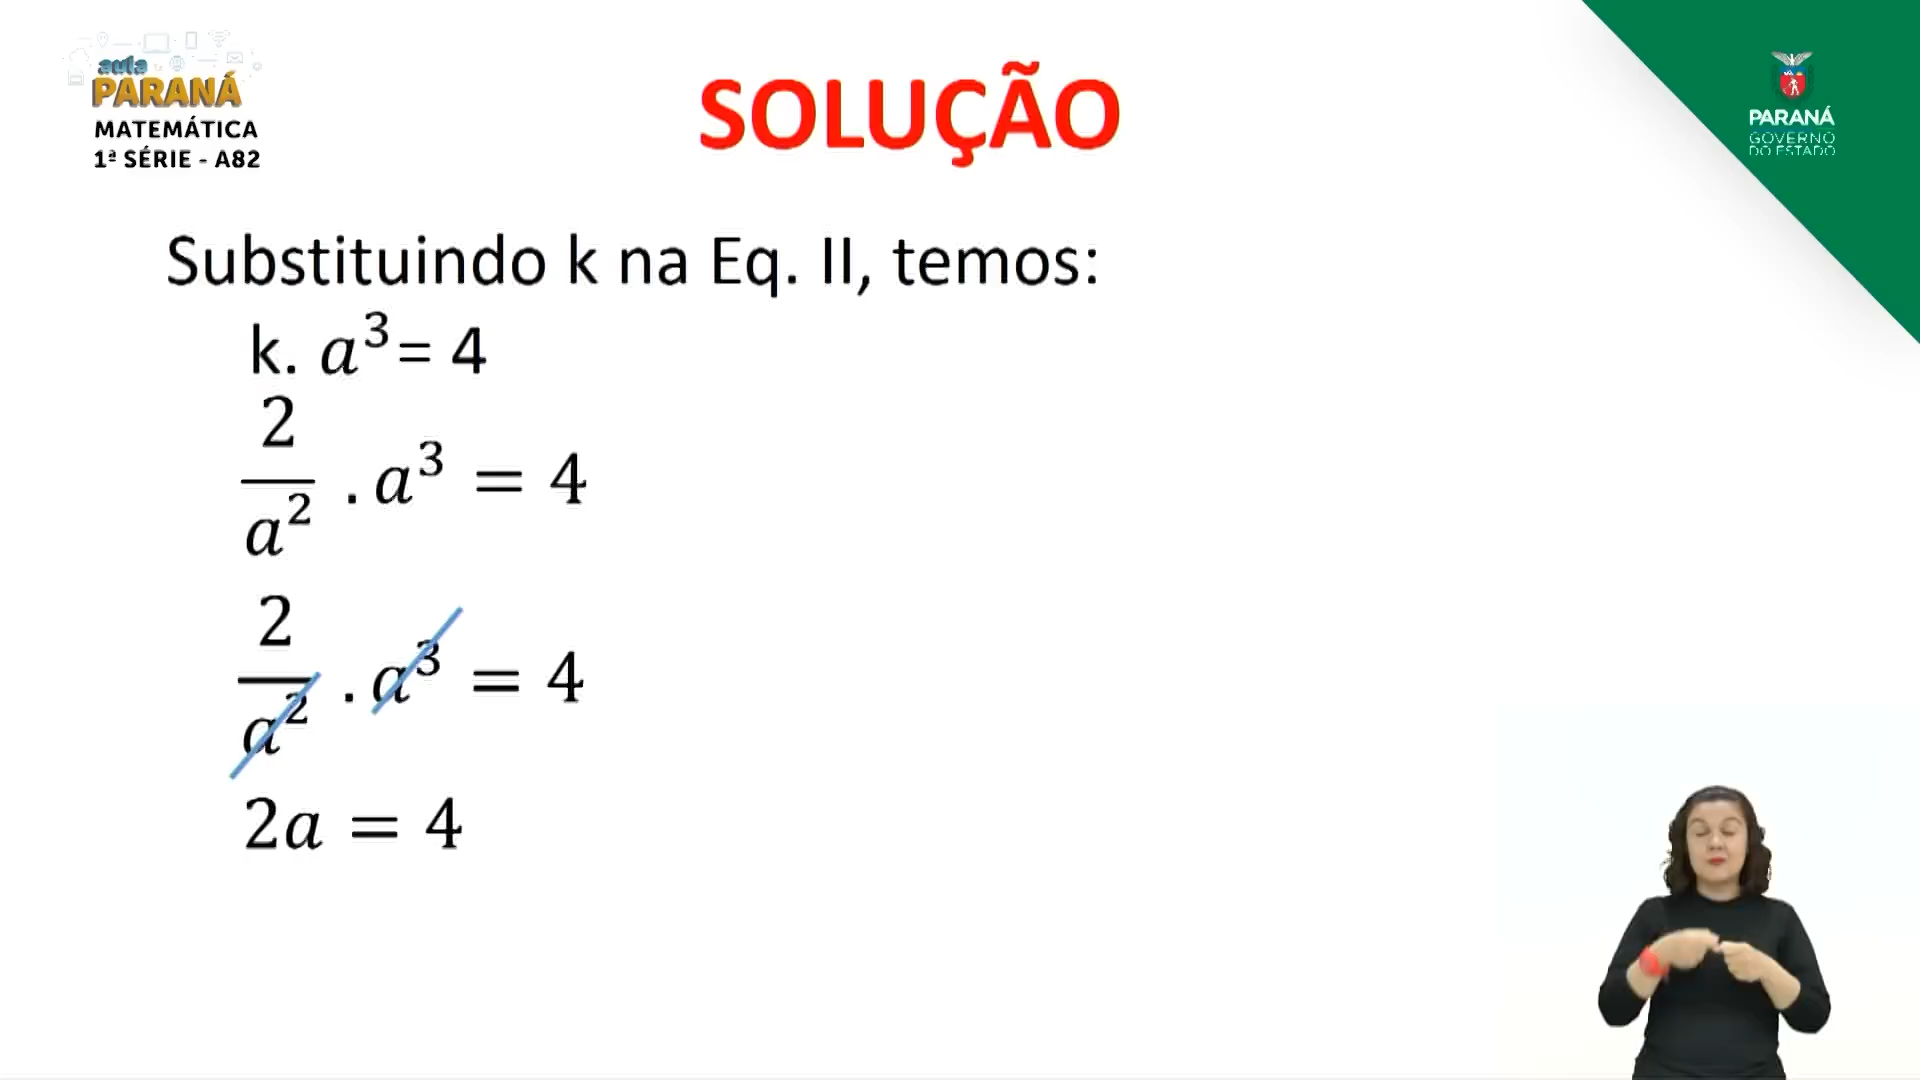 aula
PARANÁ
MATEMÁTICA
1ª SÉRIE - A82
SOLUÇÃO
PARANÁ
GOVERNO
DO ESTADO
Substituindo k na Eq. II, temos:
k. a³= 4
2/a² . a³ = 4
2/a² . a³ = 4
2a = 4